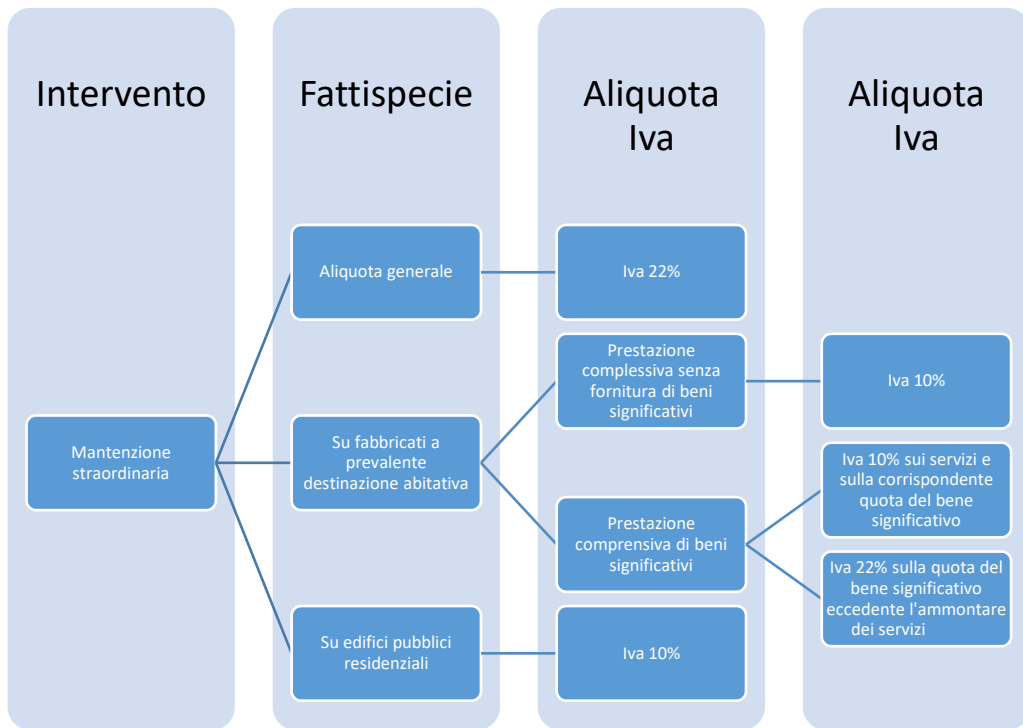 Intervento
Fattispecie
Aliquota
Iva
Aliquota
Iva
Aliquota generale
Iva 22%
Prestazione
complessiva senza
fornitura di beni
significativi
Iva 10%
Mantenzione
straordinaria
Su fabbricati a
prevalente
destinazione abitativa
Iva 10% sui servizi e
sulla corrispondente
quota del bene
significativo
Prestazione
comprensiva di beni
significativi
Iva 22% sulla quota del
bene significativo
eccedente l'ammontare
dei servizi
Su edifici pubblici
residenziali
Iva 10%